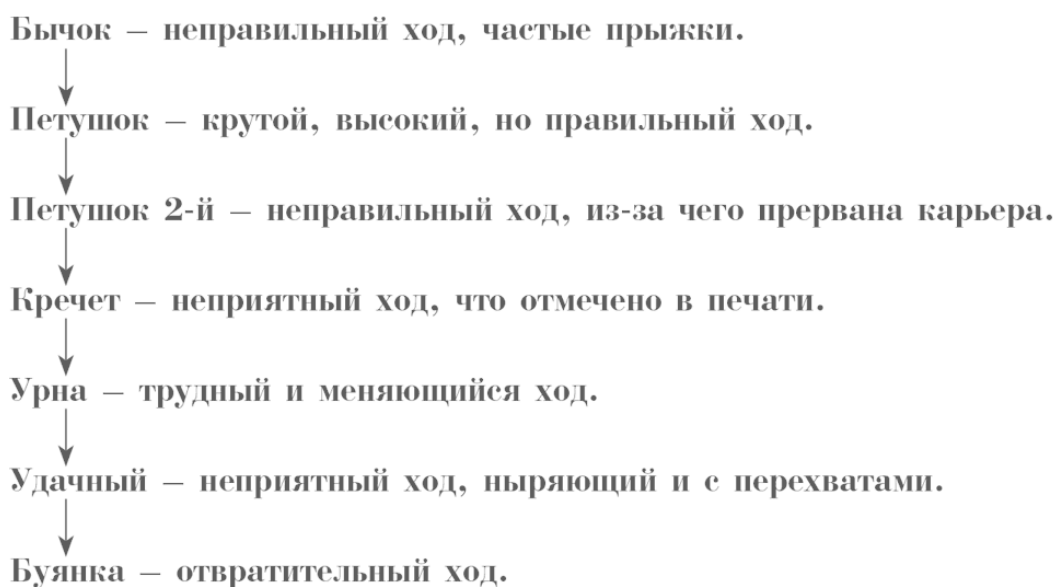 Бычок – неправильный ход, частые прыжки.
Петушок – крутой, высокий, но правильный ход.
Петушок 2-й – неправильный ход, из-за чего прервана карьера.
Кречет – неприятный ход, что отмечено в печати.
Урна – трудный и меняющийся ход.
Удачный – неприятный ход, ныряющий и с перехватами.
Буянка – отвратительный ход.